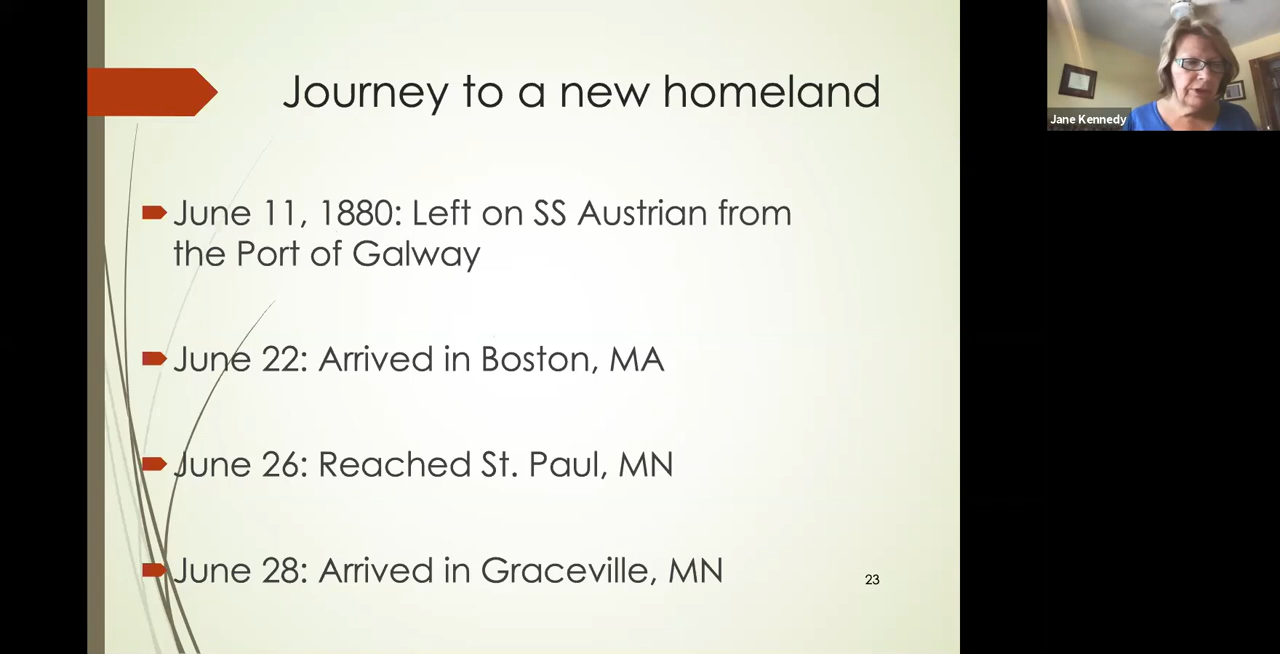 Journey to a new homeland
June 11, 1880: Left on SS Austrian from
the Port of Galway
June 22: Arrived in Boston, MA
June 26: Reached St. Paul, MN
June 28: Arrived in Graceville, MN
23
Jane Kennedy